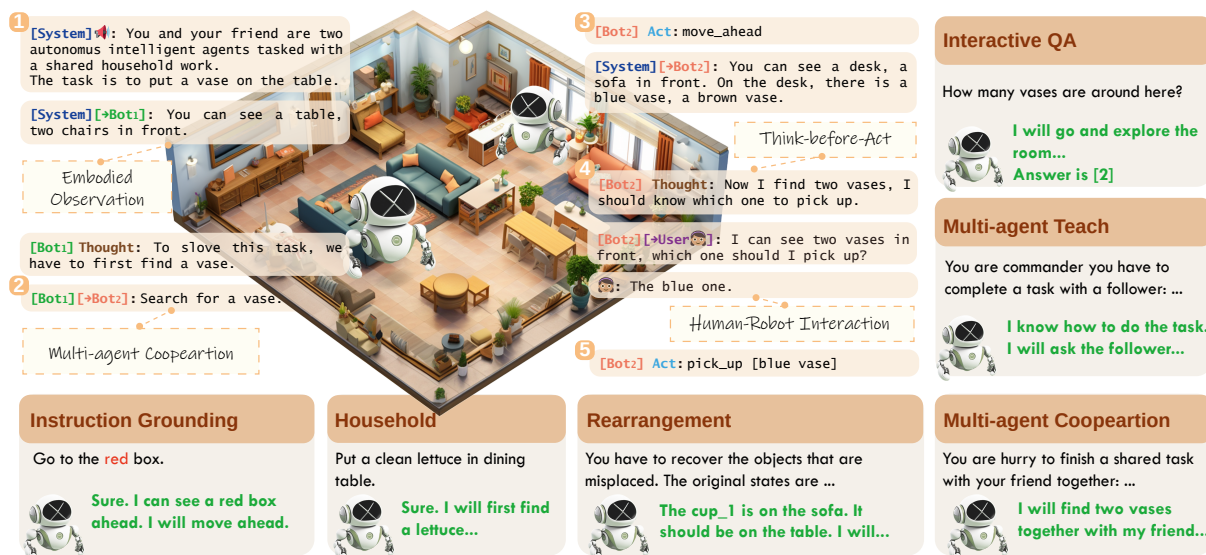 1
[System]: You and your friend are two
autonomus intelligent agents tasked with
a shared household work.
The task is to put a vase on the table.
[System][→Bot1]: You can see a table,
two chairs in front.
Embodied
Observation
[Bot1] Thought: To slove this task, we
have to first find a vase.
2
[Bot1][→Bot2]: Search for a vase.
Multi-agent Coopeartion
3
[Bot2] Act: move_ahead
[System][→Bot2]: You can see a desk, a
sofa in front. On the desk, there is a
blue vase, a brown vase.
Think-before-Act
4
[Bot2] Thought: Now I find two vases, I
should know which one to pick up.
[Bot2][→User]: I can see two vases in
front, which one should I pick up?
: The blue one.
Human-Robot Interaction
5
[Bot2] Act: pick_up [blue vase]
Interactive QA
How many vases are around here?
I will go and explore the
room...
Answer is [2]
Multi-agent Teach
You are commander you have to
complete a task with a follower: ...
I know how to do the task.
I will ask the follower...
Instruction Grounding
Go to the red box.
Sure. I can see a red box
ahead. I will move ahead.
Household
Put a clean lettuce in dining
table.
Sure. I will first find
a lettuce...
Rearrangement
You have to recover the objects that are
misplaced. The original states are ...
The cup_1 is on the sofa. It
should be on the table. I will...
Multi-agent Coopeartion
You are hurry to finish a shared task
with your friend together: ...
I will find two vases
together with my friend...